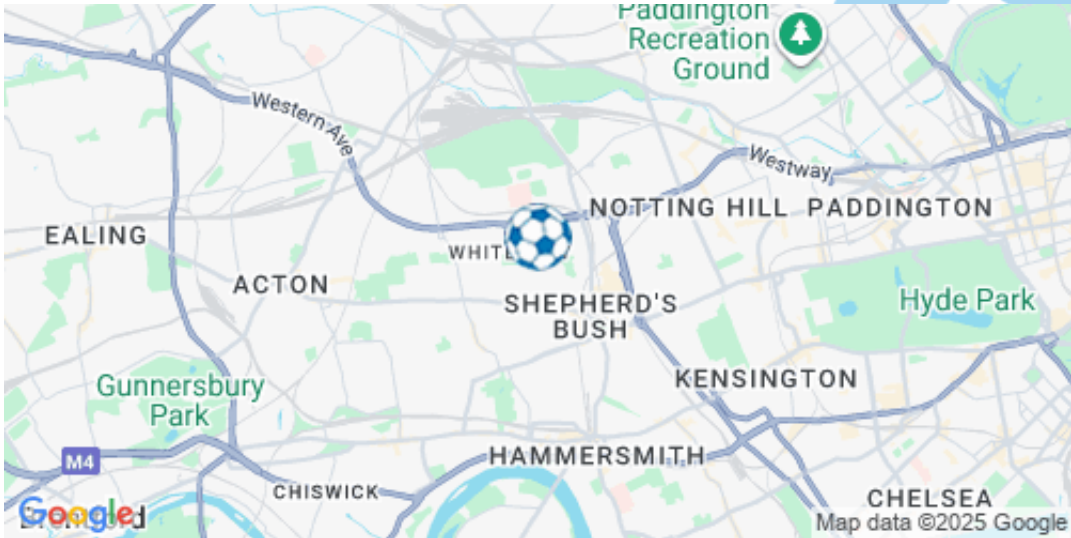 Paddington
Recreation
Ground
Western Ave
Westway
NOTTING HILL
PADDINGTON
EALING
ACTON
SHEPHERD'S
BUSH
Hyde Park
Gunnersbury
Park
KENSINGTON
M4
HAMMERSMITH
CHISWICK
CHELSEA
Google
Map data ©2025 Google